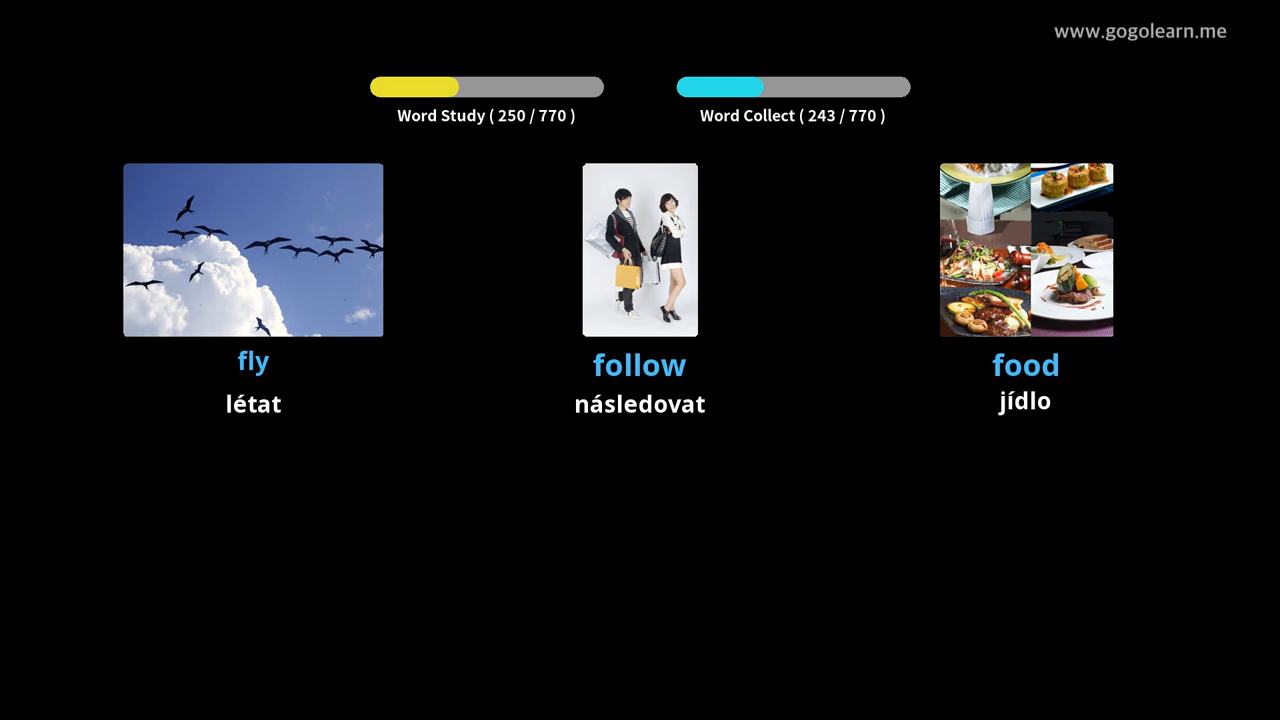 www.gogolearn.me
Word Study ( 250 / 770 )
Word Collect ( 243 / 770 )
fly
létat
follow
následovat
food
jídlo